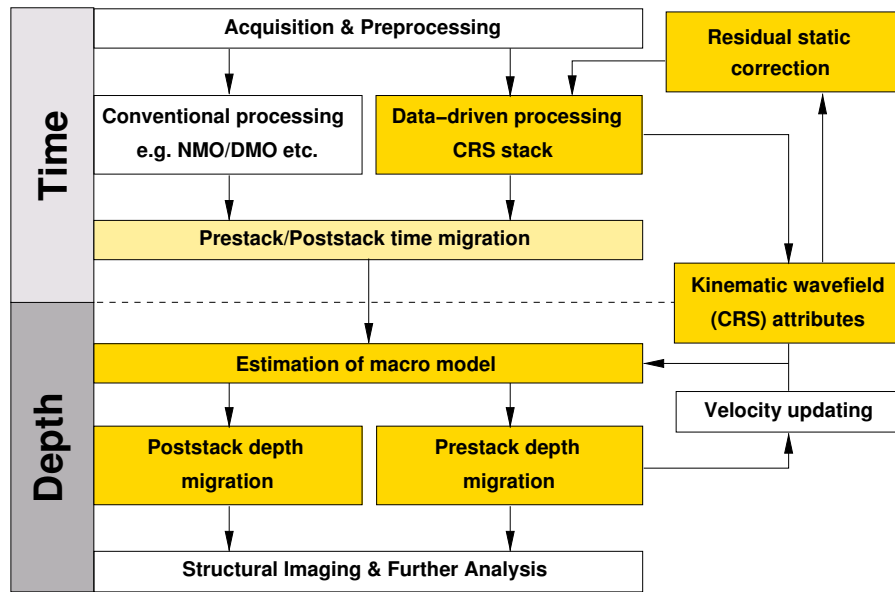 Time
Acquisition & Preprocessing
Residual static
correction
Conventional processing
e.g. NMO/DMO etc.
Data−driven processing
CRS stack
Prestack/Poststack time migration
Kinematic wavefield
(CRS) attributes
Depth
Estimation of macro model
Velocity updating
Poststack depth
migration
Prestack depth
migration
Structural Imaging & Further Analysis